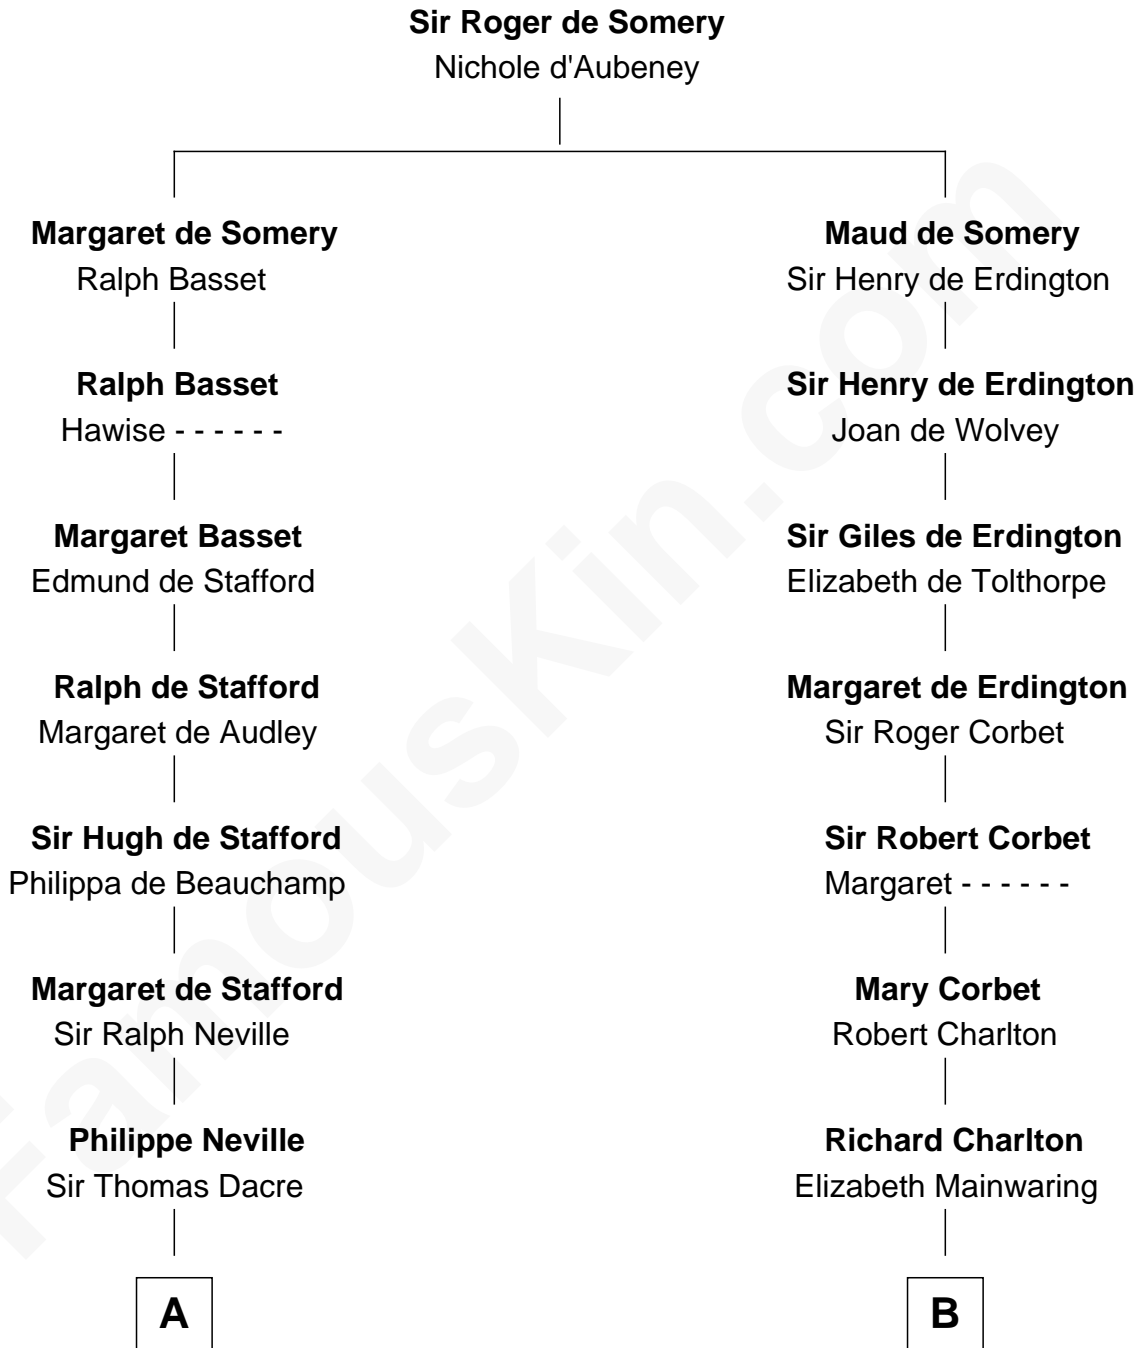 Sir Roger de Somery
Nichole d'Aubeney
Margaret de Somery
Ralph Basset
Ralph Basset
Hawise - - - - - -
Margaret Basset
Edmund de Stafford
Ralph de Stafford
Margaret de Audley
Sir Hugh de Stafford
Philippa de Beauchamp
Margaret de Stafford
Sir Ralph Neville
Philippe Neville
Sir Thomas Dacre
A
Maud de Somery
Sir Henry de Erdington
Sir Henry de Erdington
Joan de Wolvey
Sir Giles de Erdington
Elizabeth de Tolthorpe
Margaret de Erdington
Sir Roger Corbet
Sir Robert Corbet
Margaret - - - - - -
Mary Corbet
Robert Charlton
Richard Charlton
Elizabeth Mainwaring
B
FamousKin.com